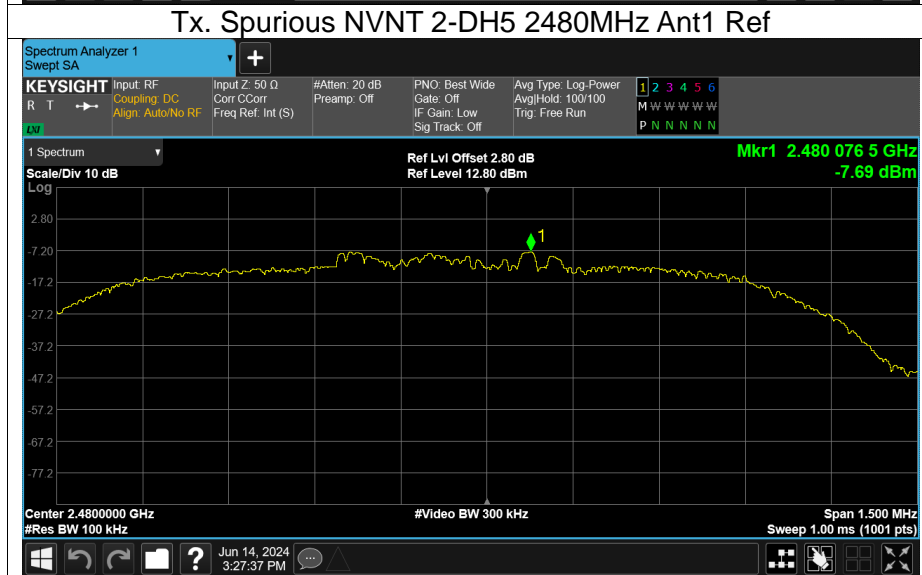 Tx. Spurious NVNT 2-DH5 2480MHz Ant1 Ref
Spectrum Analyzer 1
Swept SA
+
KEYSIGHT
R T
LXI
Input: RF
Coupling: DC
Align: Auto/No RF
Input Z: 50 Ω
Corr CCorr
Freq Ref: Int (S)
#Atten: 20 dB
Preamp: Off
PNO: Best Wide
Gate: Off
IF Gain: Low
Sig Track: Off
Avg Type: Log-Power
Avg|Hold: 100/100
Trig: Free Run
1 2 3 4 5 6
M W W W W W
P N N N N N
1 Spectrum
Scale/Div 10 dB
Ref Lvl Offset 2.80 dB
Ref Level 12.80 dBm
Mkr1 2.480 076 5 GHz
-7.69 dBm
Log
2.80
-7.20
-17.2
-27.2
-37.2
-47.2
-57.2
-67.2
-77.2
1
Center 2.4800000 GHz
#Res BW 100 kHz
#Video BW 300 kHz
Span 1.500 MHz
Sweep 1.00 ms (1001 pts)
?
Jun 14, 2024
3:27:37 PM